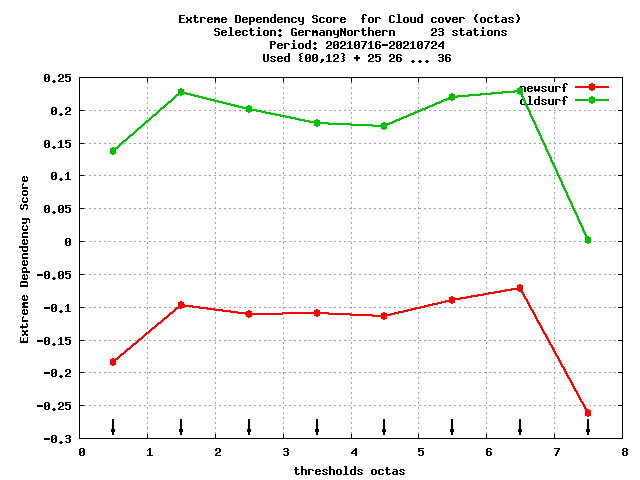 Extreme Dependency Score for Cloud cover (octas)
Selection: GermanyNorthern 23 stations
Period: 20210716-20210724
Used {00,12} + 25 26 ... 36
newsurf
oldsurf
0.25
0.2
0.15
0.1
0.05
0
-0.05
-0.1
-0.15
-0.2
-0.25
-0.3
Extreme Dependency Score
0 1 2 3 4 5 6 7 8
thresholds octas